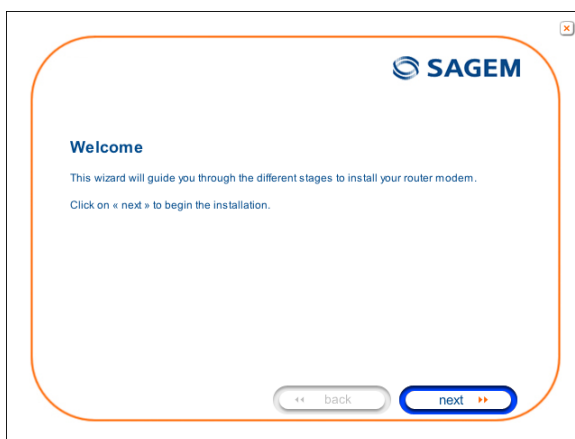 SAGEM
Welcome
This wizard will guide you through the different stages to install your router modem.
Click on « next » to begin the installation.
back
next